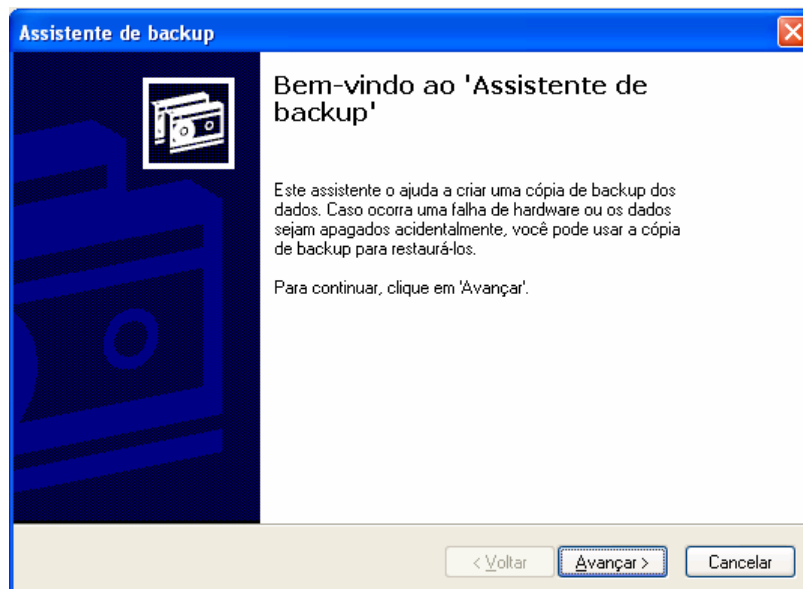 Assistente de backup
Bem-vindo ao 'Assistente de
backup'
Este assistente o ajuda a criar uma cópia de backup dos
dados. Caso ocorra uma falha de hardware ou os dados
sejam apagados acidentalmente, você pode usar a cópia
de backup para restaurá-los.
Para continuar, clique em 'Avançar'.
< Voltar
Avançar >
Cancelar